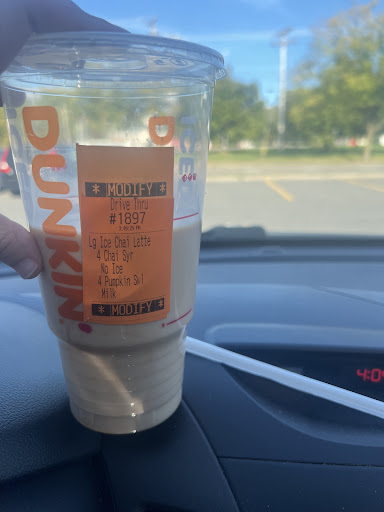 DUNKIN'
D
ICE
* MODIFY *
Drive Thru
#1897
Lg Ice Chai Latte
4 Chai Syr
No Ice
4 Pumpkin Swl
Milk
* MODIFY *